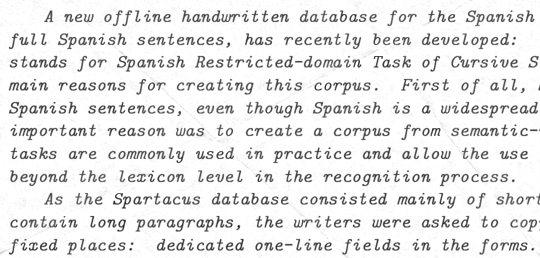 A new offline handwritten database for the Spanish
full Spanish sentences, has recently been developed:
stands for Spanish Restricted-domain Task of Cursive S
main reasons for creating this corpus. First of all,
Spanish sentences, even though Spanish is a widespread
important reason was to create a corpus from semantic-
tasks are commonly used in practice and allow the use
beyond the lexicon level in the recognition process.
As the Spartacus database consisted mainly of short
contain long paragraphs, the writers were asked to cop
fixed places: dedicated one-line fields in the forms.